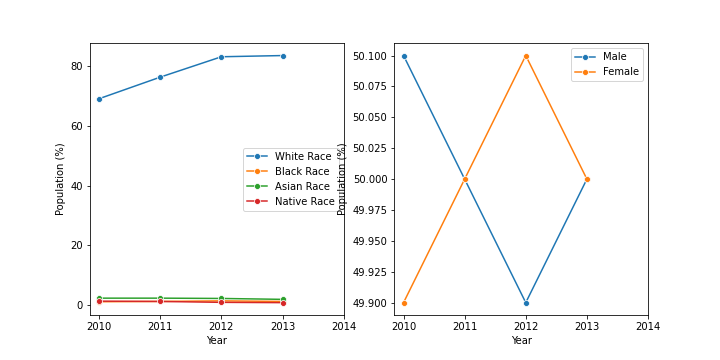 80
60
40
20
0
Population (%)
2010 2011 2012 2013 2014
Year
White Race
Black Race
Asian Race
Native Race
50.100
50.075
50.050
50.025
50.000
49.975
49.950
49.925
49.900
Population (%)
2010 2011 2012 2013 2014
Year
Male
Female